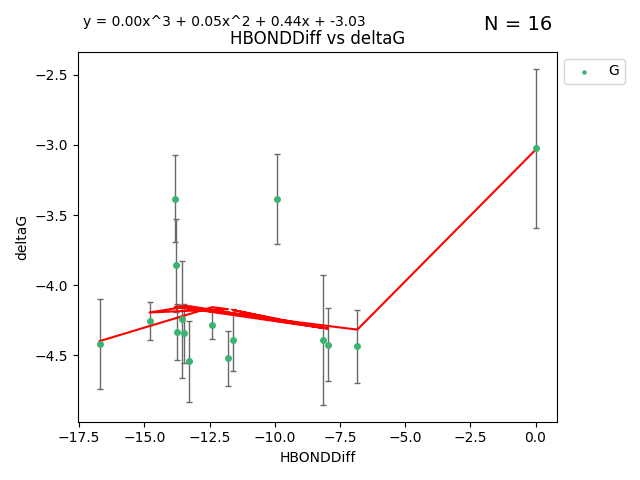 y = 0.00x^3 + 0.05x^2 + 0.44x + -3.03
N = 16
HBONDDiff vs deltaG
G
−2.5
−3.0
−3.5
−4.0
−4.5
deltaG
−17.5 −15.0 −12.5 −10.0 −7.5 −5.0 −2.5 0.0
HBONDDiff